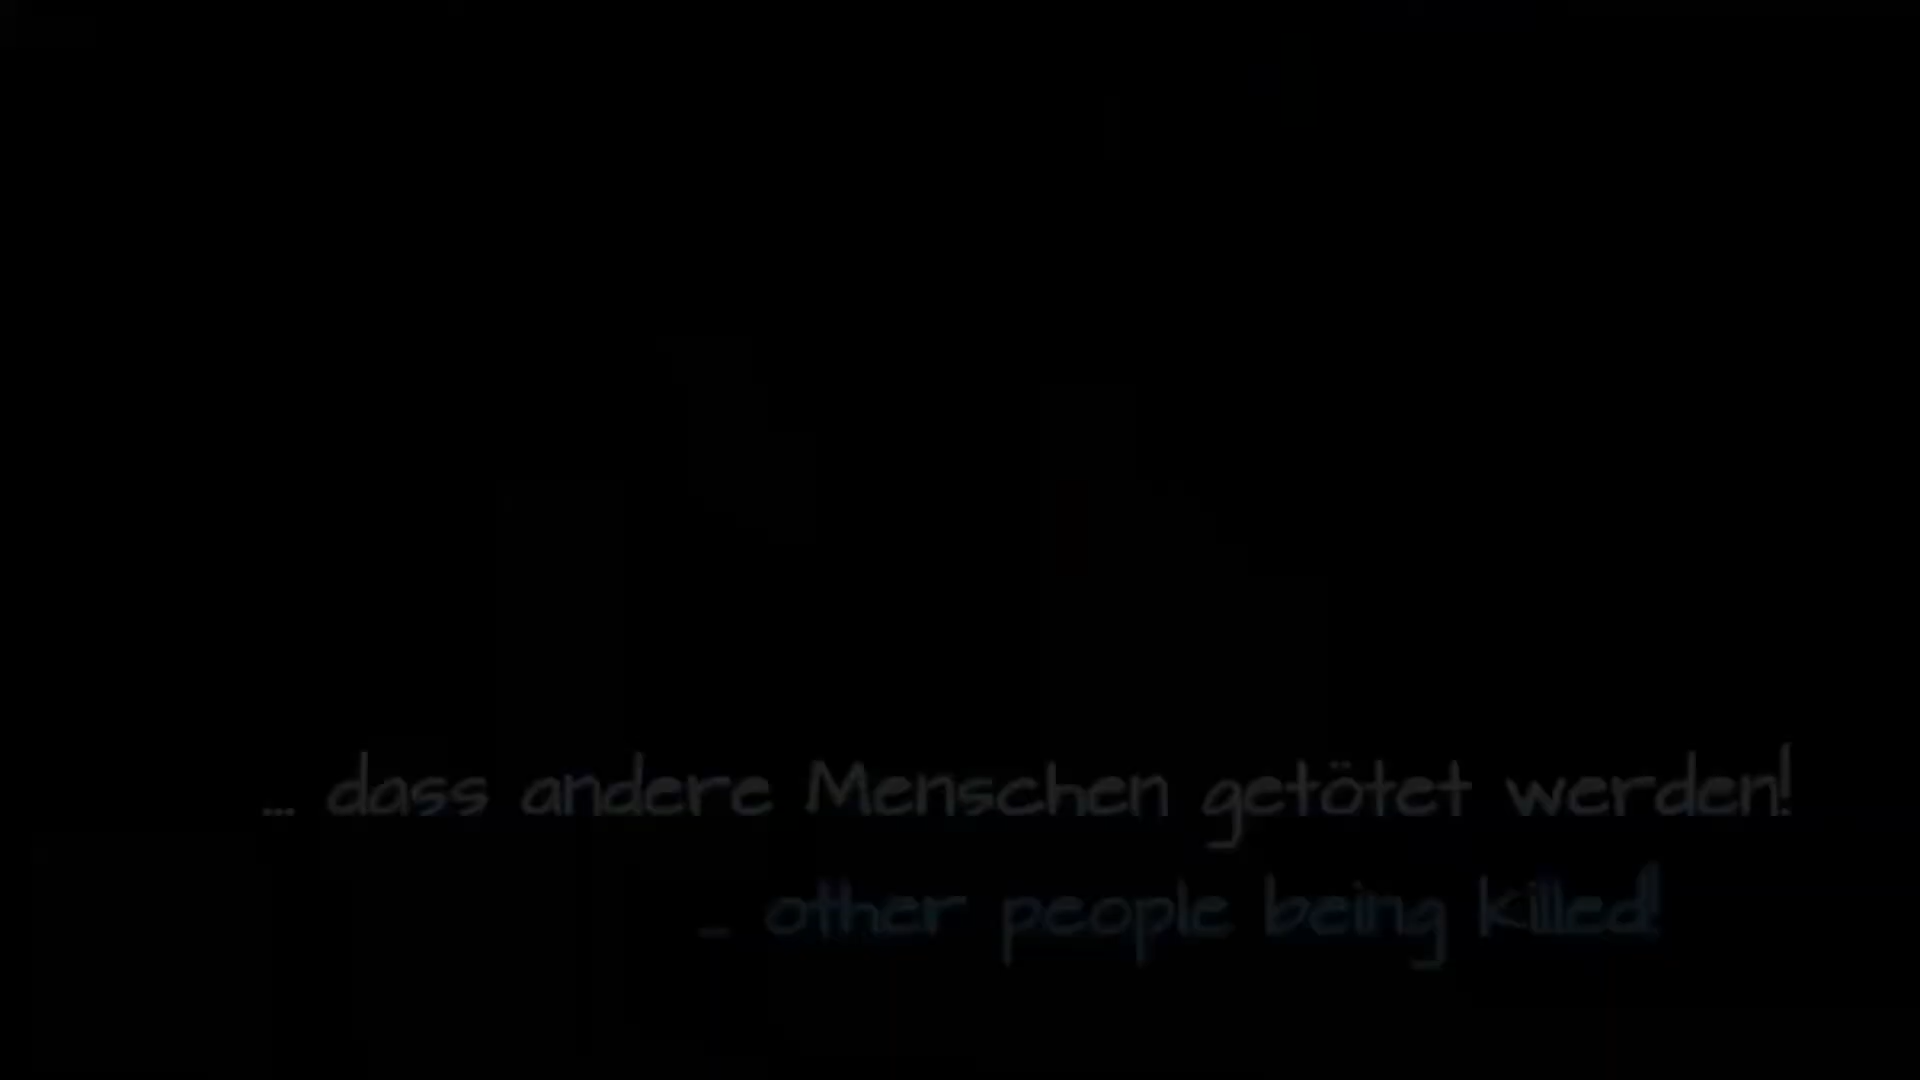 ... dass andere Menschen getötet werden!
... other people being killed!